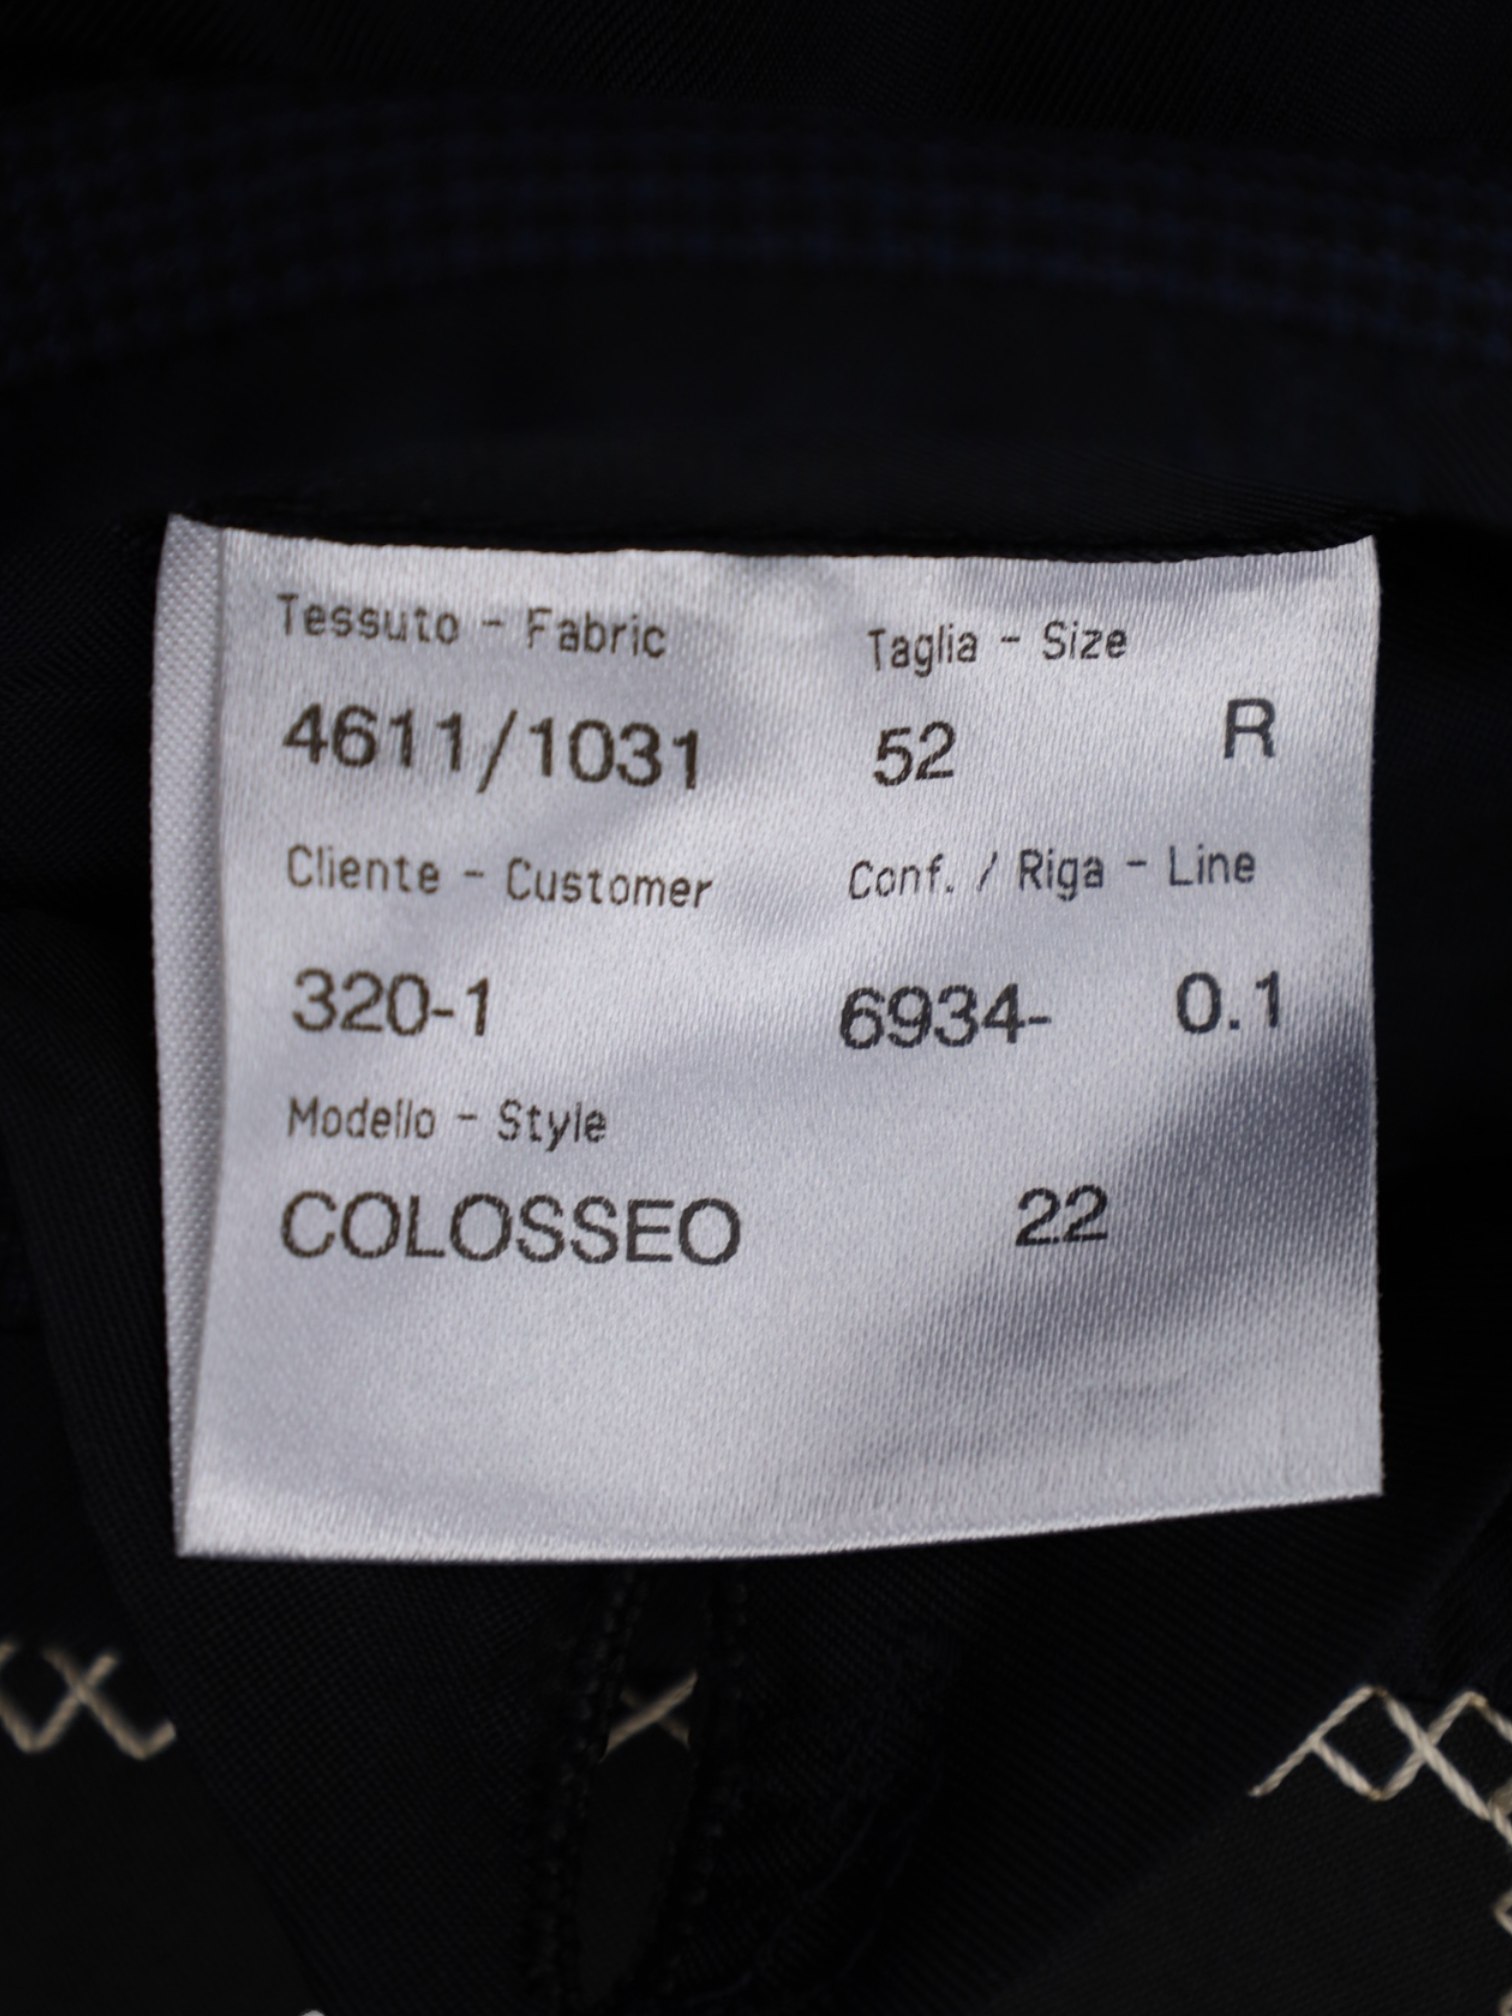 Tessuto - Fabric Taglia - Size
4611/1031 52 R
Cliente - Customer Conf. / Riga - Line
320-1 6934- 0.1
Modello - Style
COLOSSEO 22